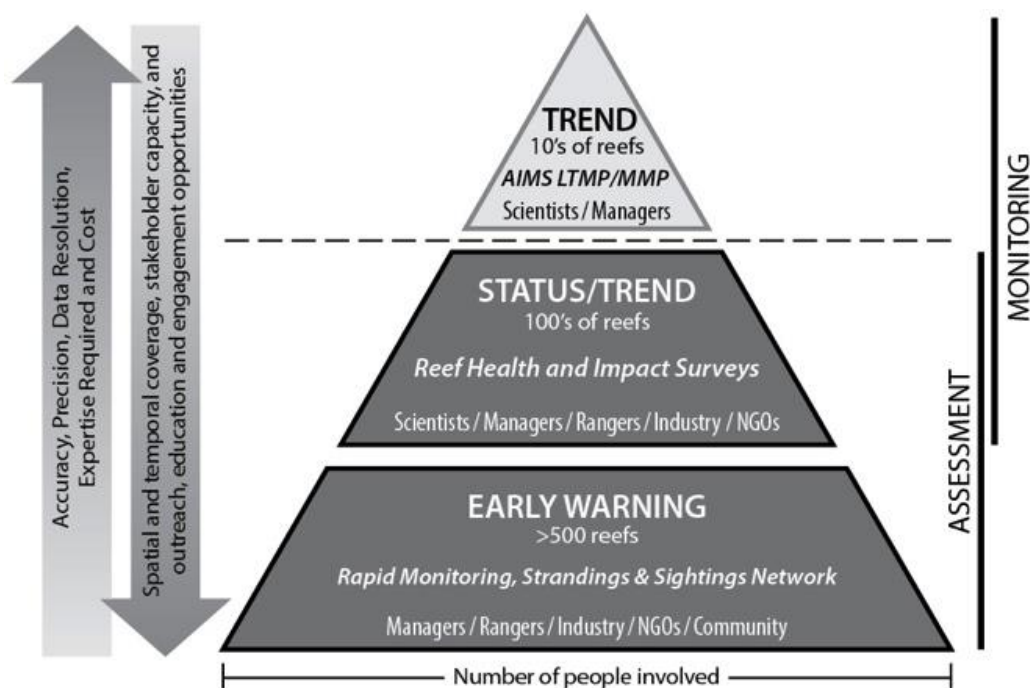 Accuracy, Precision, Data Resolution,
Expertise Required and Cost
Spatial and temporal coverage, stakeholder capacity, and
outreach, education and engagement opportunities
TREND
10's of reefs
AIMS LTMP/MMP
Scientists / Managers
STATUS/TREND
100's of reefs
Reef Health and Impact Surveys
Scientists / Managers / Rangers / Industry / NGOs
EARLY WARNING
>500 reefs
Rapid Monitoring, Strandings & Sightings Network
Managers / Rangers / Industry / NGOs / Community
Number of people involved
ASSESSMENT
MONITORING